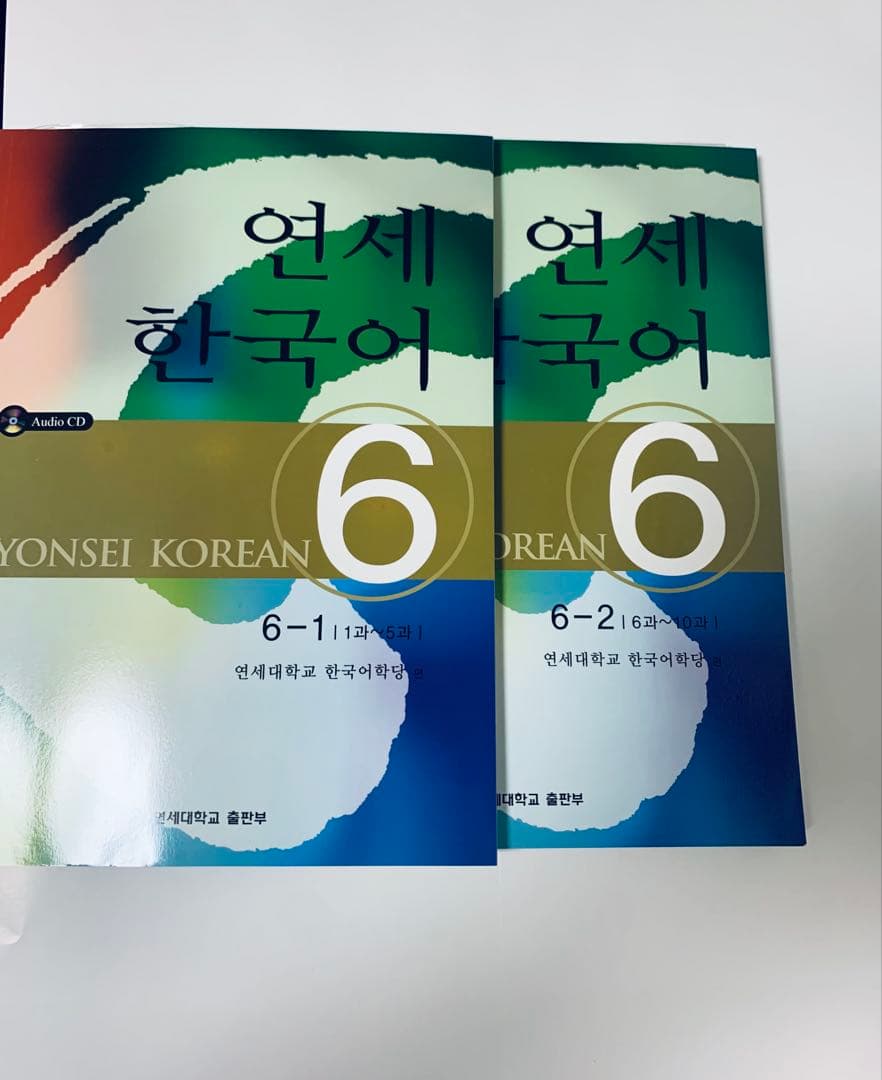 연세
한국어
Audio CD
6
YONSEI KOREAN
6-1 | 1과~5과 |
연세대학교 한국어학당 편
연세대학교 출판부
연세
국어
6
OREAN
6-2 | 6과~10과 |
연세대학교 한국어학당 편
세대학교 출판부